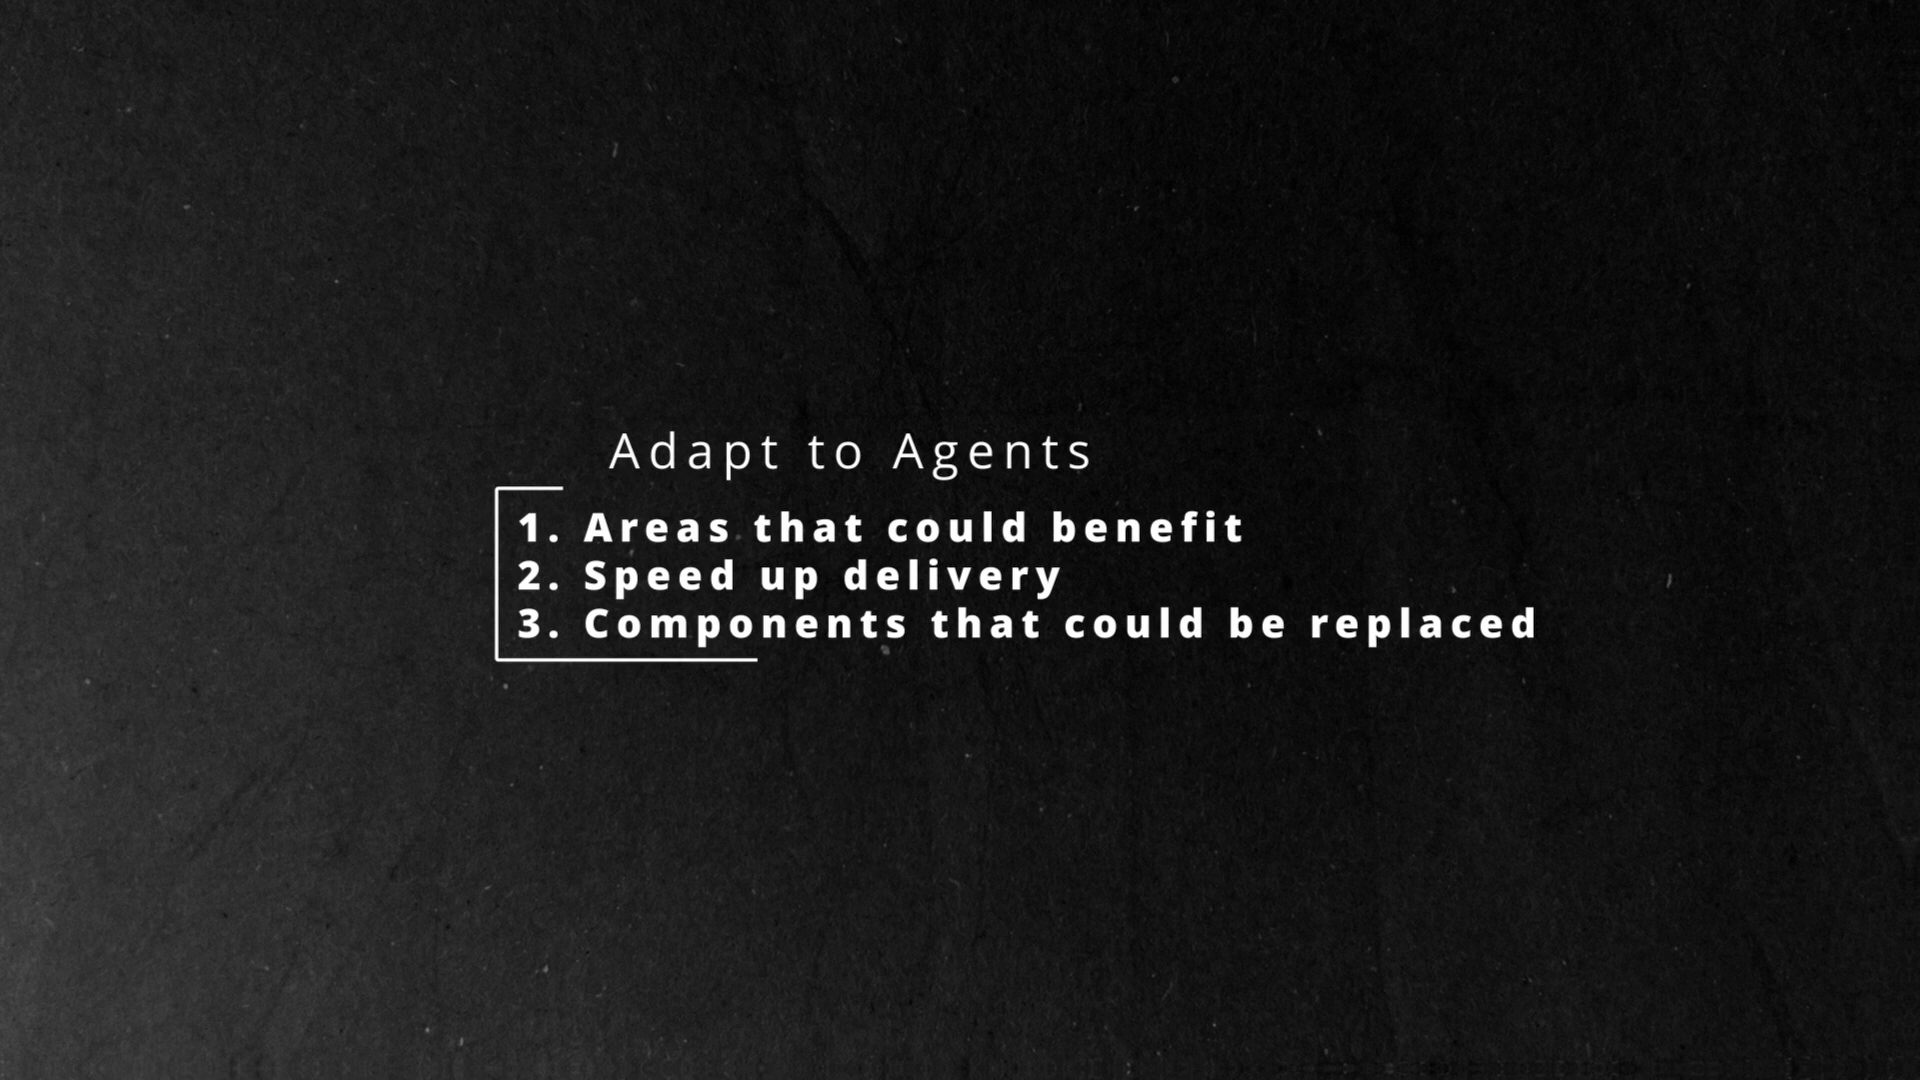 Adapt to Agents
1. Areas that could benefit
2. Speed up delivery
3. Components that could be replaced